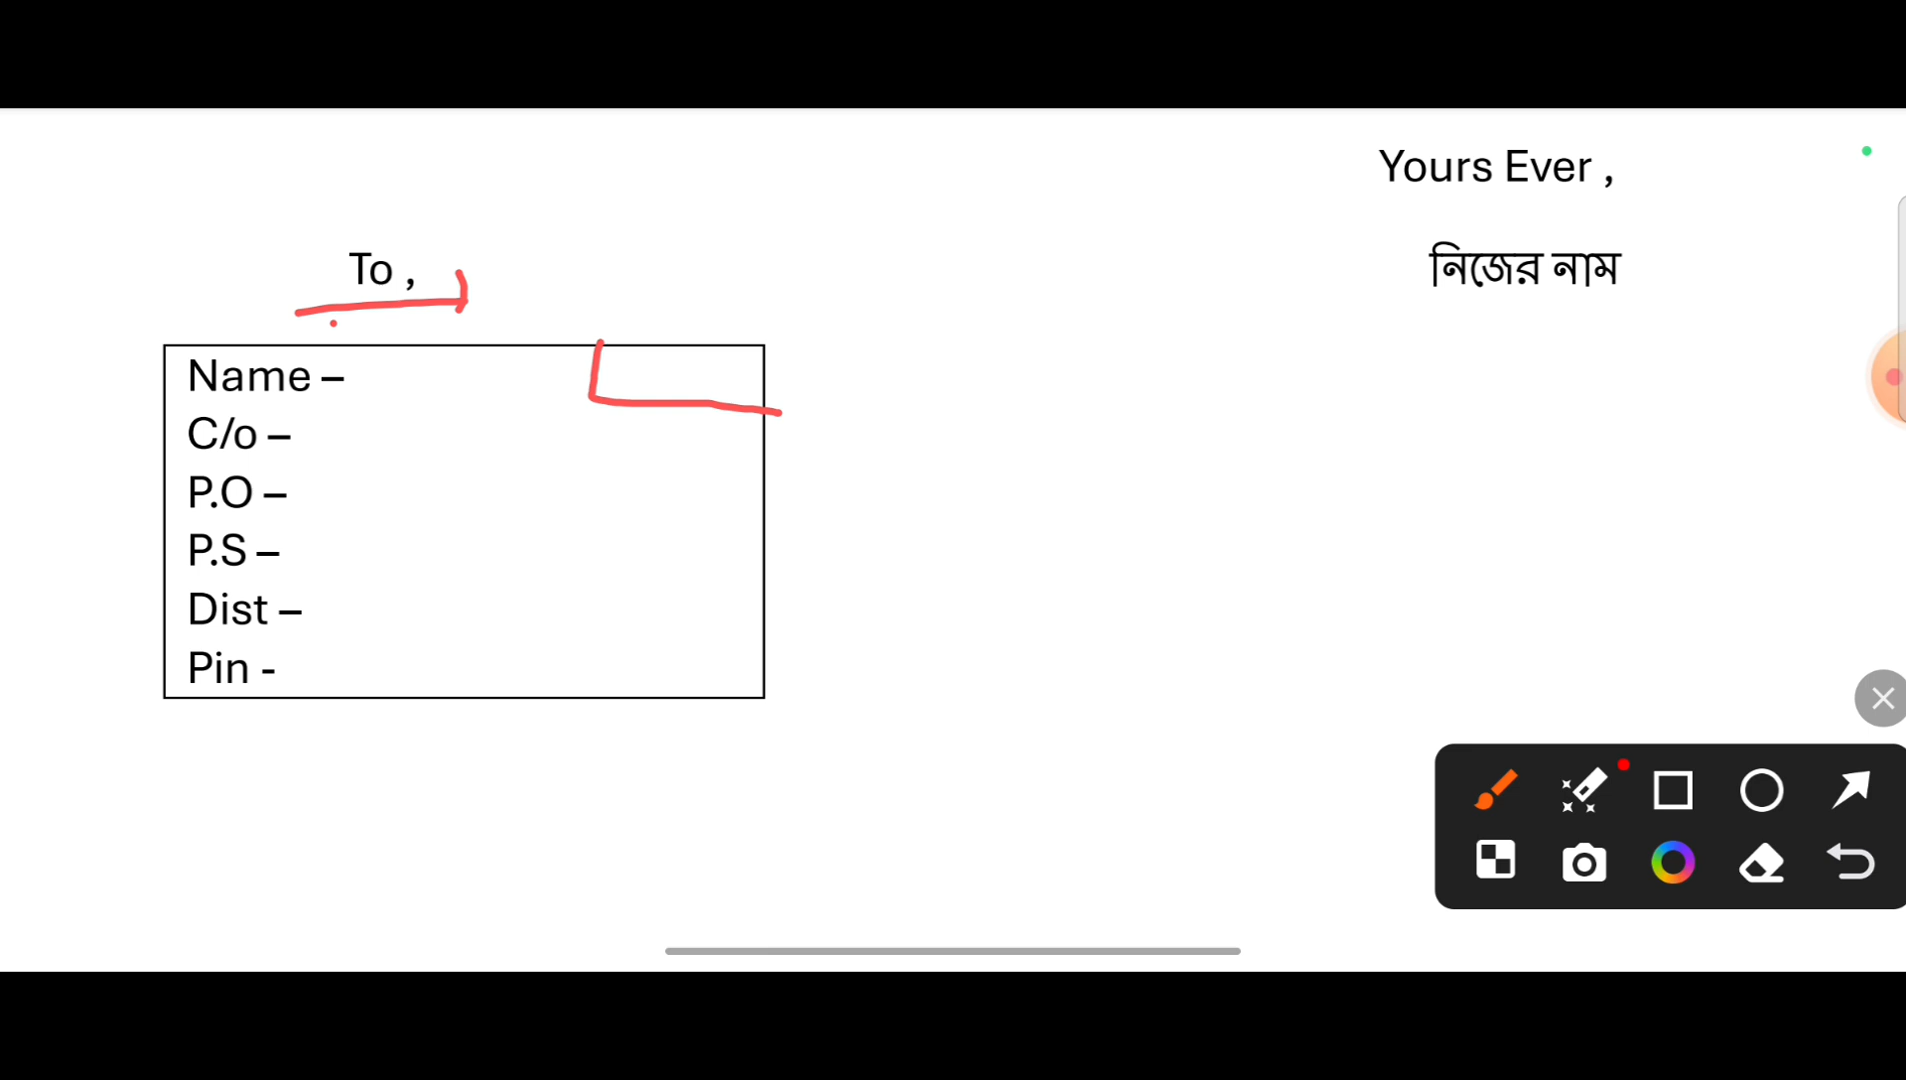 Yours Ever ,
নিজের নাম
To ,
Name –
C/o –
P.O –
P.S –
Dist –
Pin -